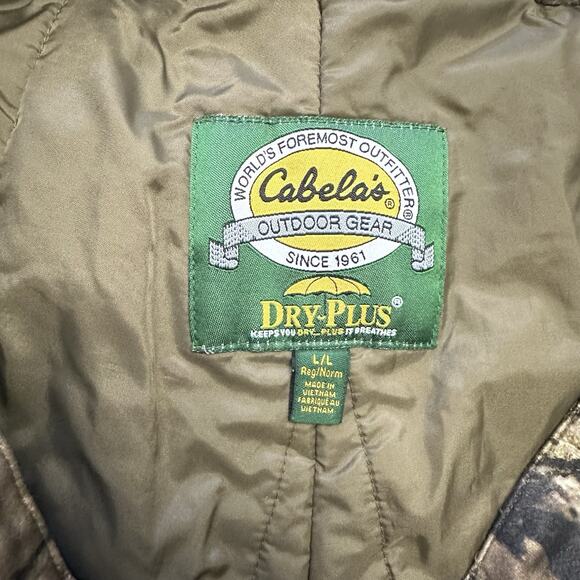 WORLD'S FOREMOST OUTFITTER®
Cabela's®
OUTDOOR GEAR
SINCE 1961
DRY-PLUS®
KEEPS YOU DRY...PLUS IT BREATHES
L/L
Reg/Norm
MADE IN
VIETNAM
FABRIQUÉ AU
VIETNAM